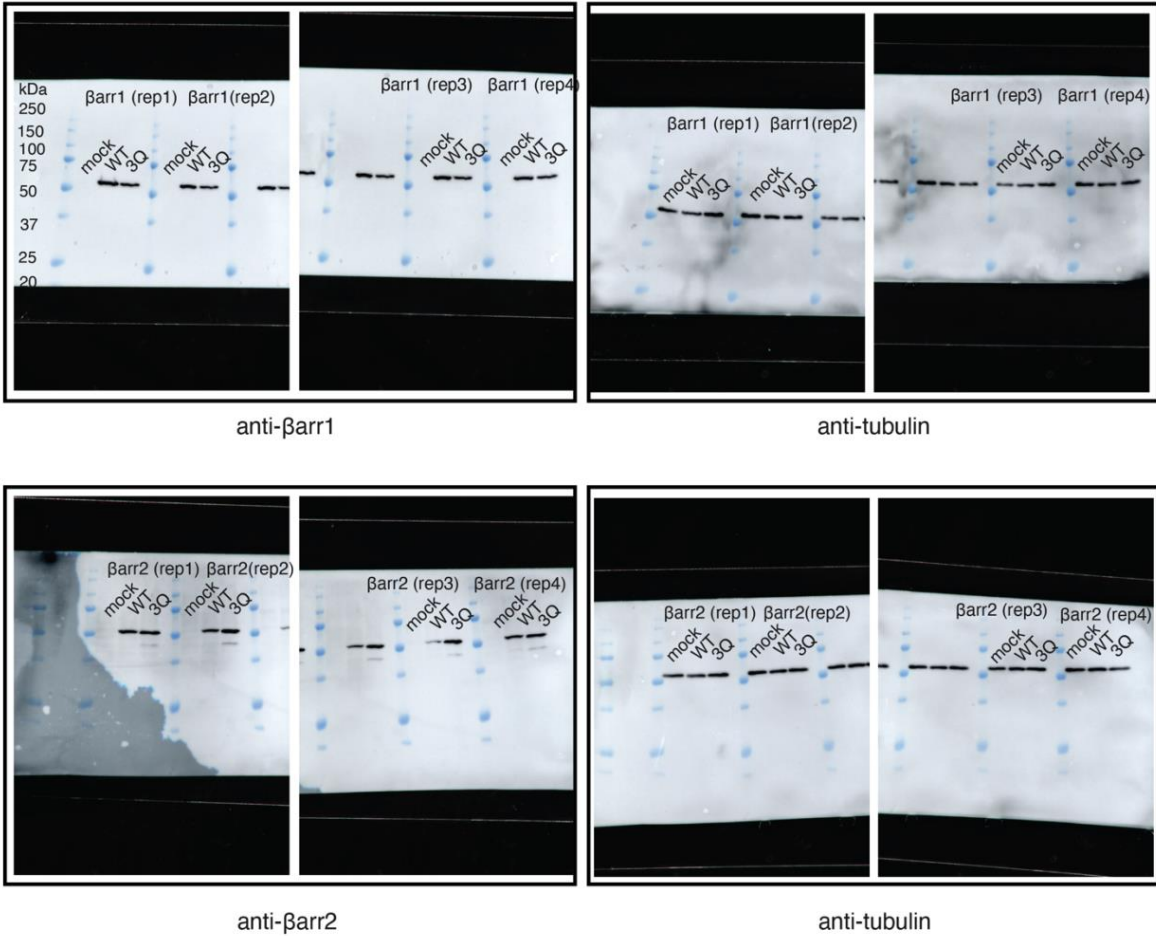 kDa
250
150
100
75
50
37
25
20
βarr1 (rep1) βarr1(rep2)
mock WT 3Q mock WT 3Q
βarr1 (rep3) βarr1 (rep4)
mock WT 3Q mock WT 3Q
anti-βarr1
βarr1 (rep1) βarr1(rep2)
mock WT 3Q mock WT 3Q
βarr1 (rep3) βarr1 (rep4)
mock WT 3Q mock WT 3Q
anti-tubulin
βarr2 (rep1) βarr2(rep2)
mock WT 3Q mock WT 3Q
βarr2 (rep3) βarr2 (rep4)
mock WT 3Q mock WT 3Q
anti-βarr2
βarr2 (rep1) βarr2(rep2)
mock WT 3Q mock WT 3Q
βarr2 (rep3) βarr2 (rep4)
mock WT 3Q mock WT 3Q
anti-tubulin